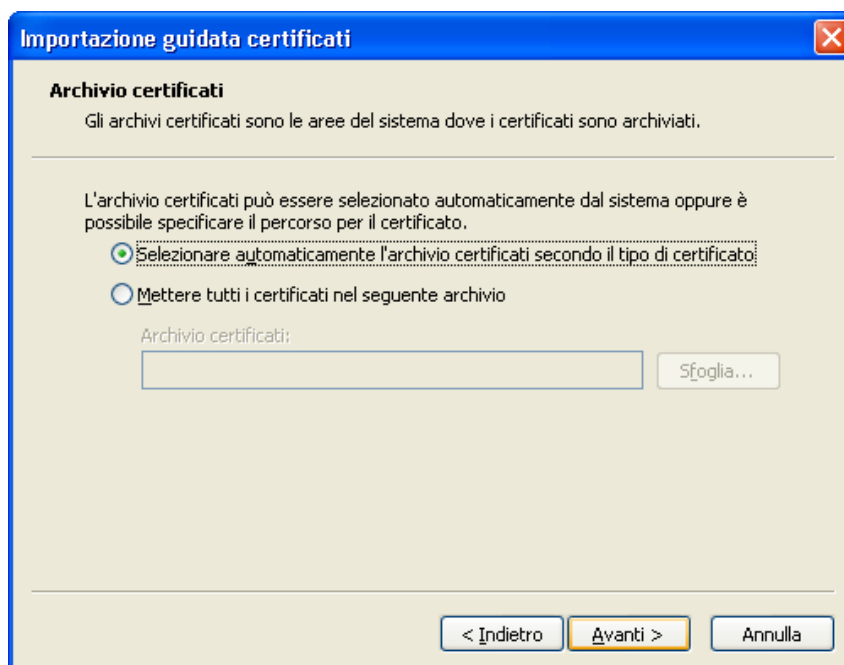 Importazione guidata certificati
Archivio certificati
Gli archivi certificati sono le aree del sistema dove i certificati sono archiviati.
L'archivio certificati può essere selezionato automaticamente dal sistema oppure è
possibile specificare il percorso per il certificato.
Selezionare automaticamente l'archivio certificati secondo il tipo di certificato
Mettere tutti i certificati nel seguente archivio
Archivio certificati:
Sfoglia...
< Indietro
Avanti >
Annulla